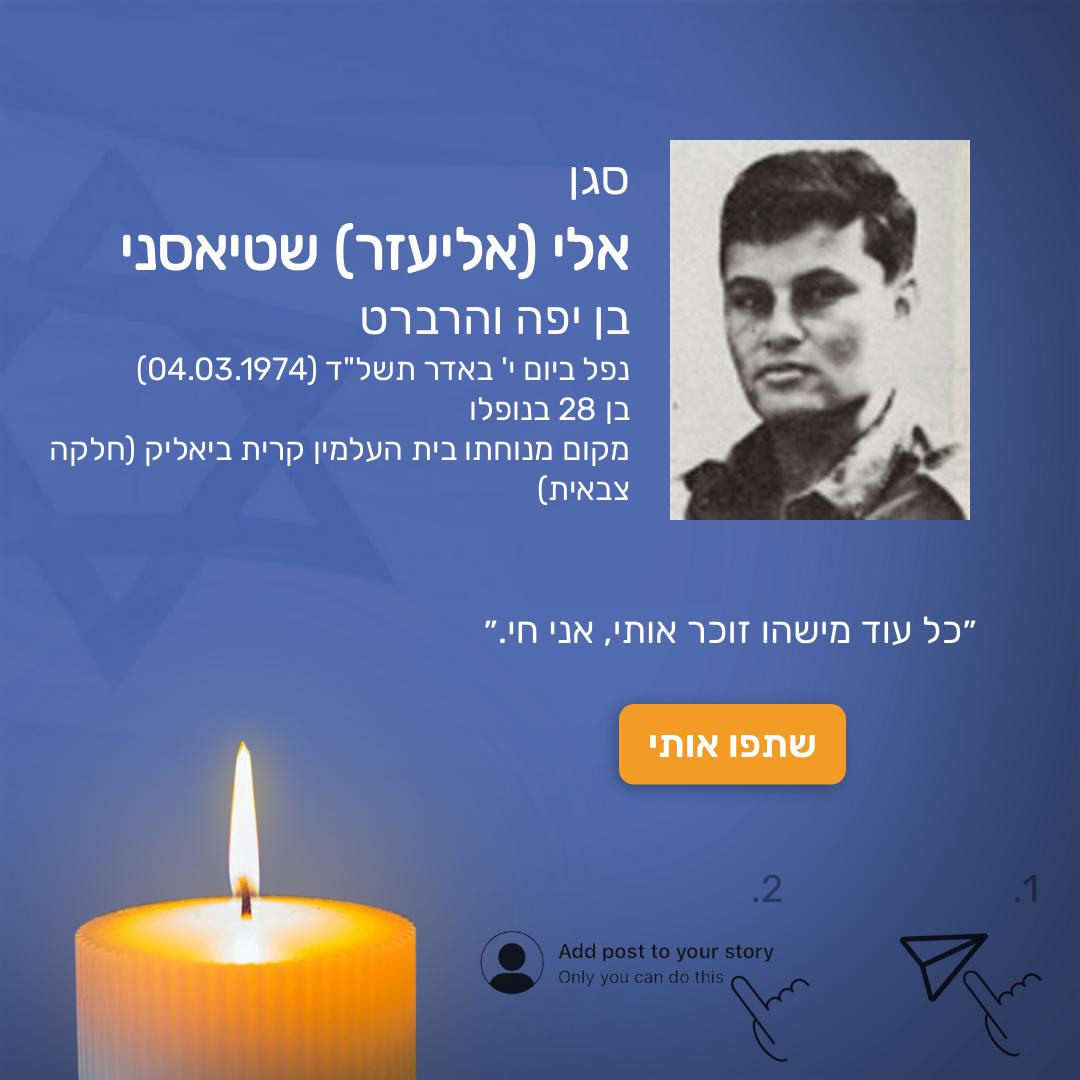 סגן
אלי (אליעזר) שטיאסני
בן יפה והרברט
נפל ביום י' באדר תשל"ד (04.03.1974)
בן 28 בנופלו
מקום מנוחתו בית העלמין קרית ביאליק (חלקה
צבאית)
״כל עוד מישהו זוכר אותי, אני חי.״
שתפו אותי
.1
.2
Add post to your story
Only you can do this